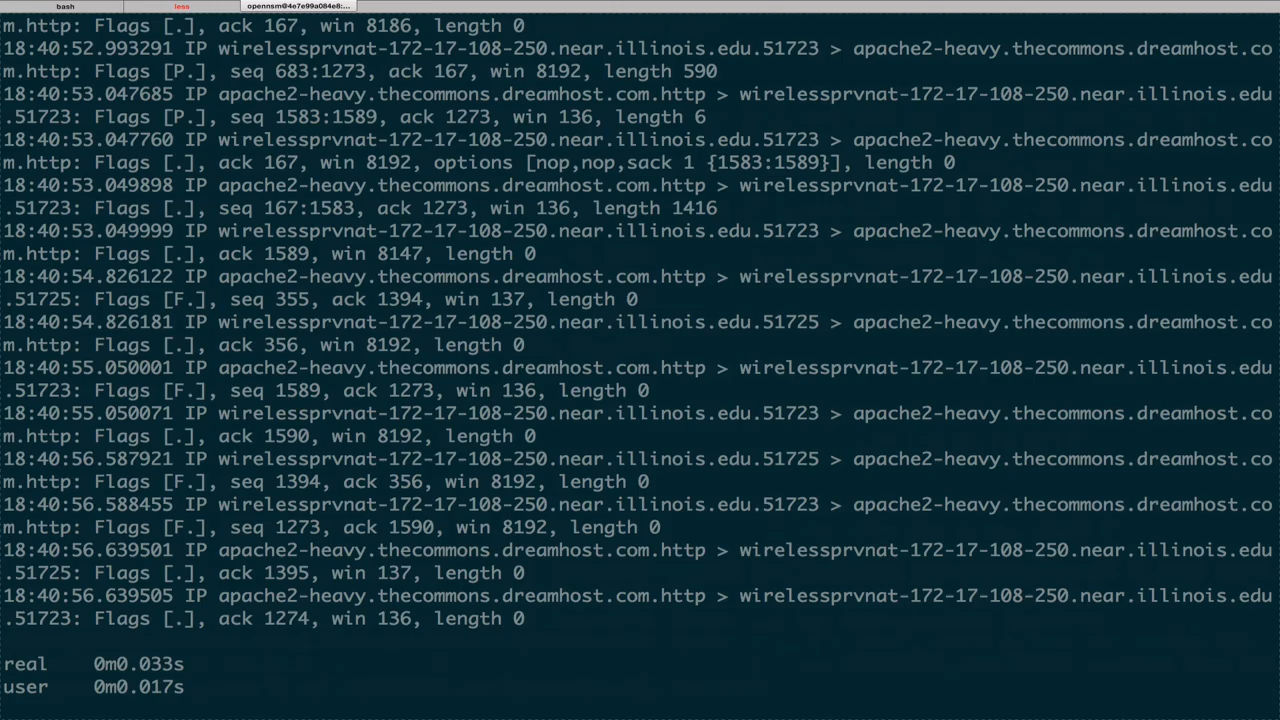 bash less opennsm@4e7e99a084e8:...
m.http: Flags [.], ack 167, win 8186, length 0
18:40:52.993291 IP wirelessprvnat-172-17-108-250.near.illinois.edu.51723 > apache2-heavy.thecommons.dreamhost.co
m.http: Flags [P.], seq 683:1273, ack 167, win 8192, length 590
18:40:53.047685 IP apache2-heavy.thecommons.dreamhost.com.http > wirelessprvnat-172-17-108-250.near.illinois.edu
.51723: Flags [P.], seq 1583:1589, ack 1273, win 136, length 6
18:40:53.047760 IP wirelessprvnat-172-17-108-250.near.illinois.edu.51723 > apache2-heavy.thecommons.dreamhost.co
m.http: Flags [.], ack 167, win 8192, options [nop,nop,sack 1 {1583:1589}], length 0
18:40:53.049898 IP apache2-heavy.thecommons.dreamhost.com.http > wirelessprvnat-172-17-108-250.near.illinois.edu
.51723: Flags [.], seq 167:1583, ack 1273, win 136, length 1416
18:40:53.049999 IP wirelessprvnat-172-17-108-250.near.illinois.edu.51723 > apache2-heavy.thecommons.dreamhost.co
m.http: Flags [.], ack 1589, win 8147, length 0
18:40:54.826122 IP apache2-heavy.thecommons.dreamhost.com.http > wirelessprvnat-172-17-108-250.near.illinois.edu
.51725: Flags [F.], seq 355, ack 1394, win 137, length 0
18:40:54.826181 IP wirelessprvnat-172-17-108-250.near.illinois.edu.51725 > apache2-heavy.thecommons.dreamhost.co
m.http: Flags [.], ack 356, win 8192, length 0
18:40:55.050001 IP apache2-heavy.thecommons.dreamhost.com.http > wirelessprvnat-172-17-108-250.near.illinois.edu
.51723: Flags [F.], seq 1589, ack 1273, win 136, length 0
18:40:55.050071 IP wirelessprvnat-172-17-108-250.near.illinois.edu.51723 > apache2-heavy.thecommons.dreamhost.co
m.http: Flags [.], ack 1590, win 8192, length 0
18:40:56.587921 IP wirelessprvnat-172-17-108-250.near.illinois.edu.51725 > apache2-heavy.thecommons.dreamhost.co
m.http: Flags [F.], seq 1394, ack 356, win 8192, length 0
18:40:56.588455 IP wirelessprvnat-172-17-108-250.near.illinois.edu.51723 > apache2-heavy.thecommons.dreamhost.co
m.http: Flags [F.], seq 1273, ack 1590, win 8192, length 0
18:40:56.639501 IP apache2-heavy.thecommons.dreamhost.com.http > wirelessprvnat-172-17-108-250.near.illinois.edu
.51725: Flags [.], ack 1395, win 137, length 0
18:40:56.639505 IP apache2-heavy.thecommons.dreamhost.com.http > wirelessprvnat-172-17-108-250.near.illinois.edu
.51723: Flags [.], ack 1274, win 136, length 0
real 0m0.033s
user 0m0.017s